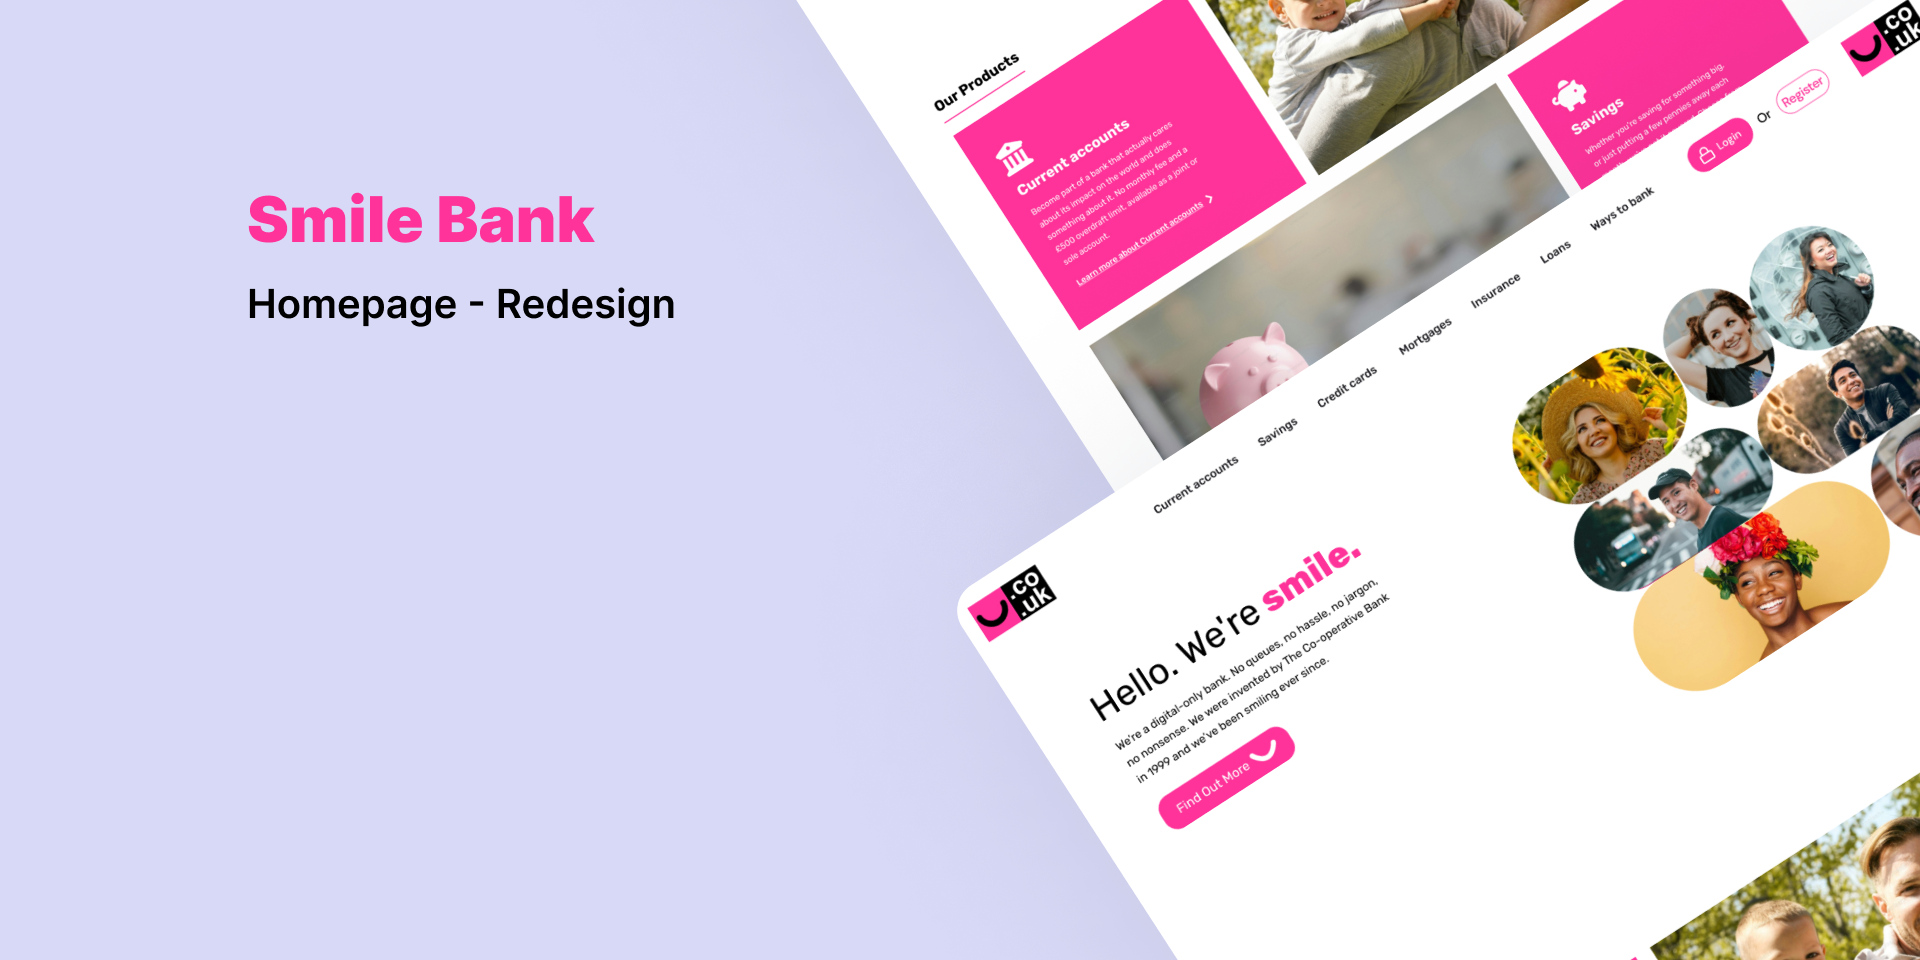 Smile Bank
Homepage - Redesign
Our Products
Current accounts
Become part of a bank that actually cares
about its impact on the world and does
something about it. No monthly fee and a
£500 overdraft limit. available as a joint or
sole account.
Learn more about Current accounts
Savings
Whether you're saving for something big,
or just putting a few pennies away each
.co
.uk
Login
Or
Register
Current accounts
Savings
Credit cards
Mortgages
Insurance
Loans
Ways to bank
.co
.uk
Hello. We're smile.
We're a digital-only bank. No queues, no hassle, no jargon,
no nonsense. We were invented by The Co-operative Bank
in 1999 and we've been smiling ever since.
Find Out More